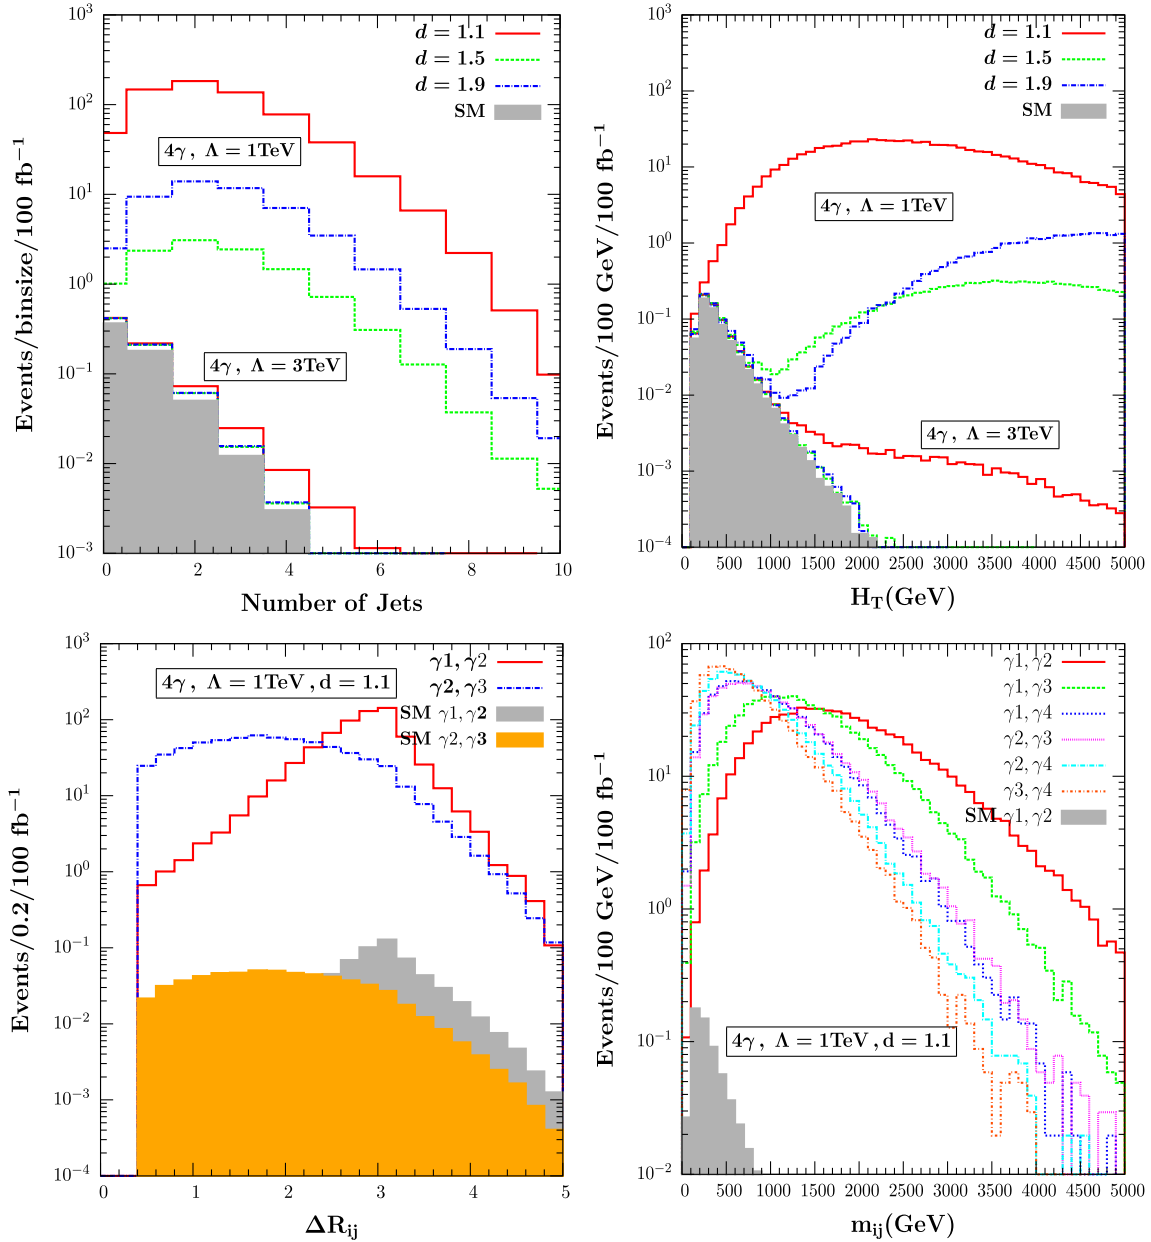 10³
10²
10¹
10⁰
10⁻¹
10⁻²
10⁻³
Events/binsize/100 fb⁻¹
d = 1.1
d = 1.5
d = 1.9
SM
4γ , Λ = 1TeV
4γ , Λ = 3TeV
0 2 4 6 8 10
Number of Jets
10³
10²
10¹
10⁰
10⁻¹
10⁻²
10⁻³
10⁻⁴
Events/100 GeV/100 fb⁻¹
d = 1.1
d = 1.5
d = 1.9
SM
4γ , Λ = 1TeV
4γ , Λ = 3TeV
0 500 1000 1500 2000 2500 3000 3500 4000 4500 5000
H_T(GeV)
10³
10²
10¹
10⁰
10⁻¹
10⁻²
10⁻³
10⁻⁴
Events/0.2/100 fb⁻¹
4γ , Λ = 1TeV , d = 1.1
γ1, γ2
γ2, γ3
SM γ1, γ2
SM γ2, γ3
0 1 2 3 4 5
ΔR_ij
10²
10¹
10⁰
10⁻¹
10⁻²
Events/100 GeV/100 fb⁻¹
γ1, γ2
γ1, γ3
γ1, γ4
γ2, γ3
γ2, γ4
γ3, γ4
SM γ1, γ2
4γ , Λ = 1TeV , d = 1.1
0 500 1000 1500 2000 2500 3000 3500 4000 4500 5000
m_ij(GeV)